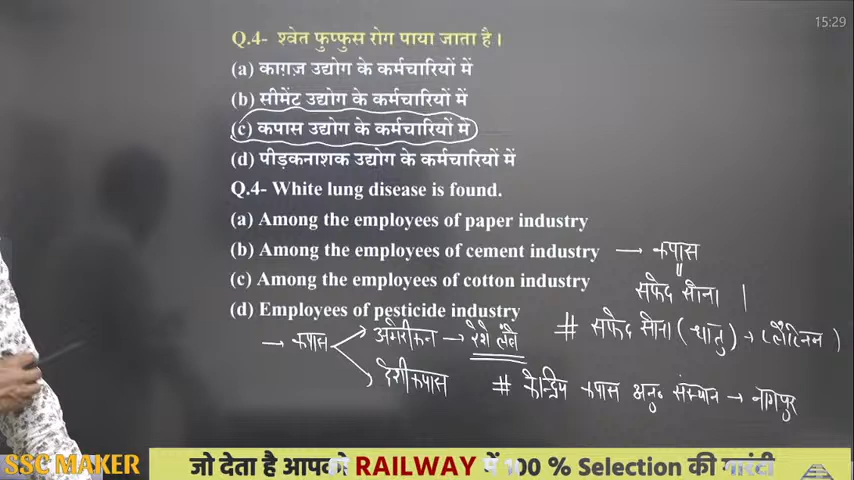 15:29
Q.4- श्वेत फुफ्फुस रोग पाया जाता है।
(a) काग़ज़ उद्योग के कर्मचारियों में
(b) सीमेंट उद्योग के कर्मचारियों में
(c) कपास उद्योग के कर्मचारियों में
(d) पीड़कनाशक उद्योग के कर्मचारियों में
Q.4- White lung disease is found.
(a) Among the employees of paper industry
(b) Among the employees of cement industry → कपास
(c) Among the employees of cotton industry
सफेद सोना |
(d) Employees of pesticide industry
→ कपास अमेरीकन → रेशे लंबे # सफेद सोना (धातु) → (प्लैटिनम)
देशी कपास # केन्द्रिय कपास अनु० संस्थान → नागपुर
SSC MAKER
जो देता है आपको RAILWAY में 100 % Selection की गारंटी